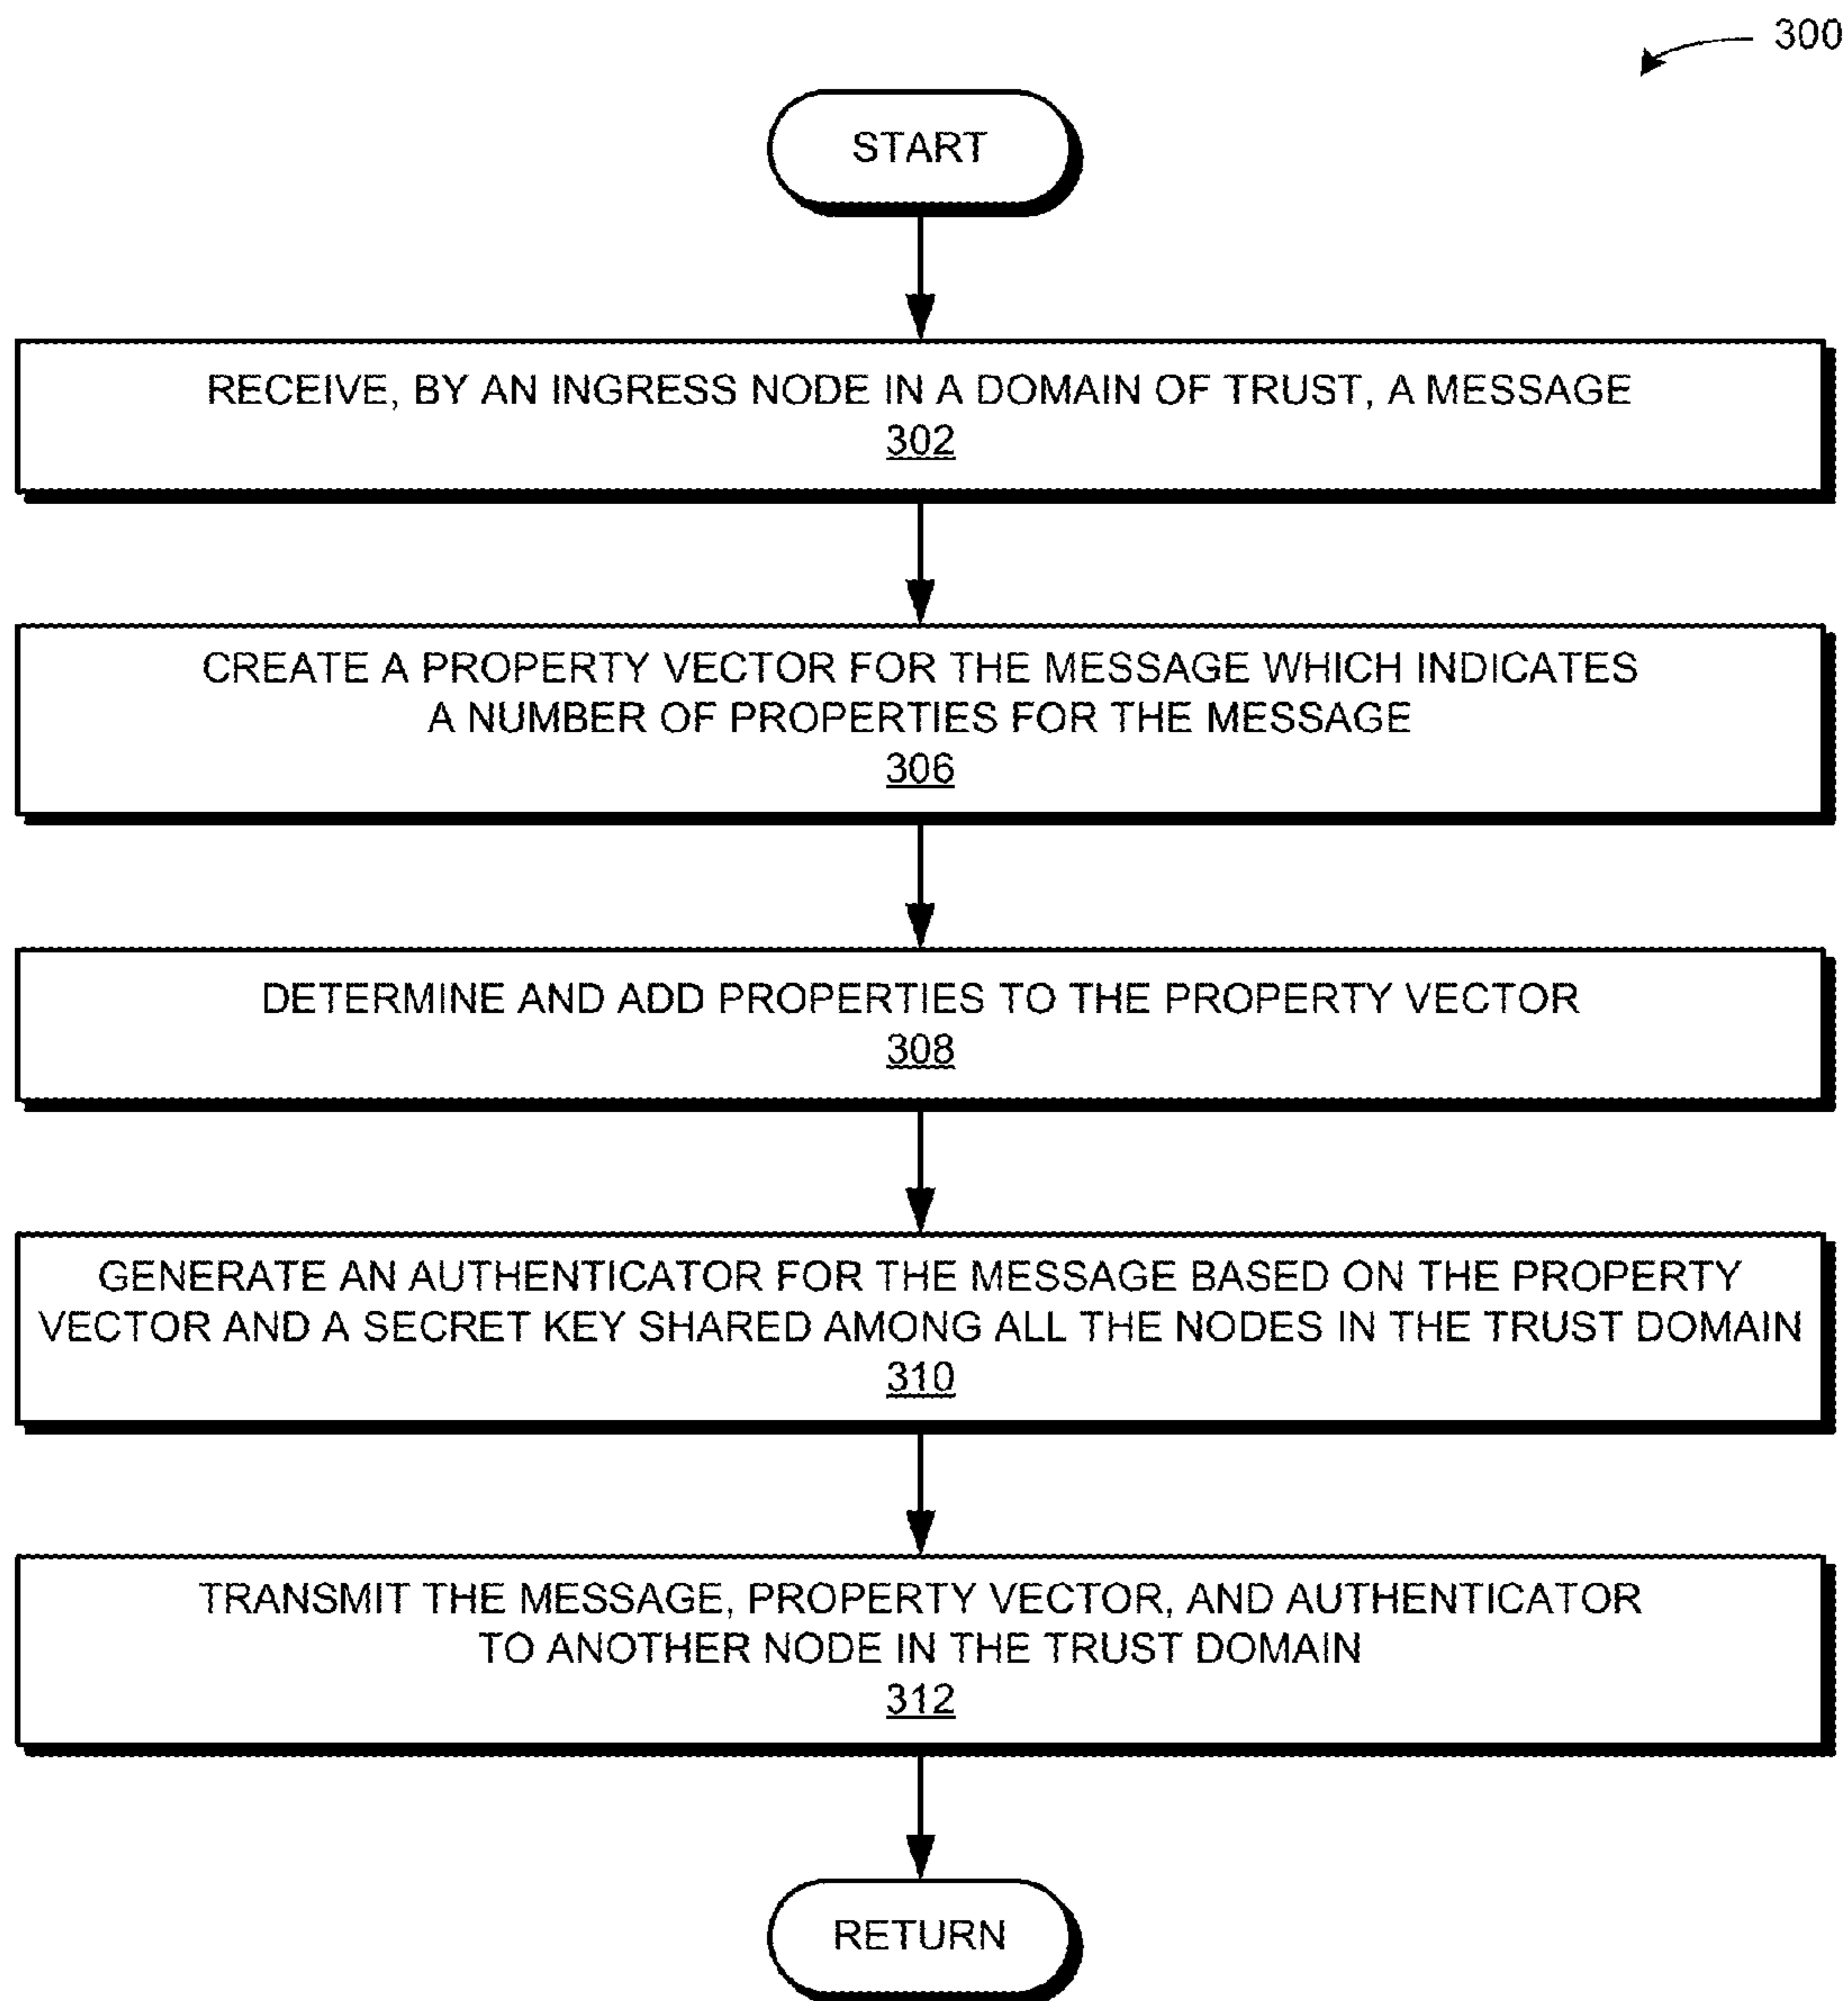 300
START
RECEIVE, BY AN INGRESS NODE IN A DOMAIN OF TRUST, A MESSAGE
302
CREATE A PROPERTY VECTOR FOR THE MESSAGE WHICH INDICATES
A NUMBER OF PROPERTIES FOR THE MESSAGE
306
DETERMINE AND ADD PROPERTIES TO THE PROPERTY VECTOR
308
GENERATE AN AUTHENTICATOR FOR THE MESSAGE BASED ON THE PROPERTY
VECTOR AND A SECRET KEY SHARED AMONG ALL THE NODES IN THE TRUST DOMAIN
310
TRANSMIT THE MESSAGE, PROPERTY VECTOR, AND AUTHENTICATOR
TO ANOTHER NODE IN THE TRUST DOMAIN
312
RETURN